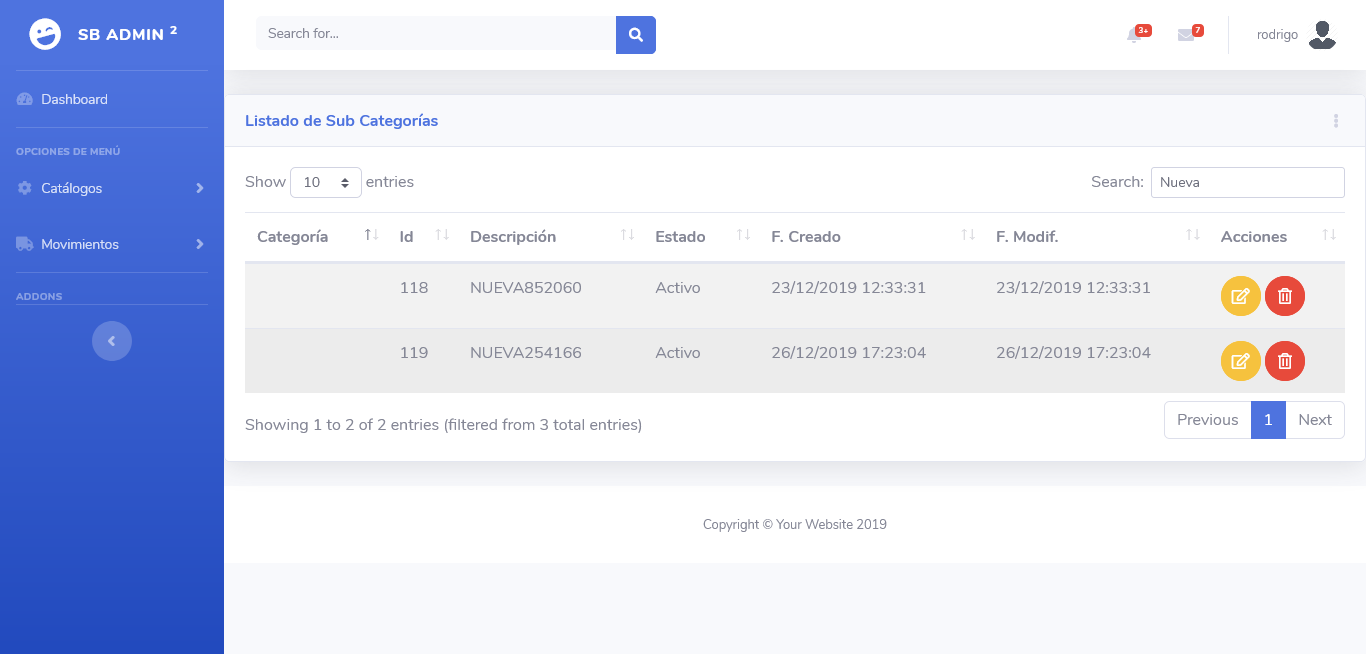 SB ADMIN 2
Search for...
3+
7
rodrigo
Dashboard
OPCIONES DE MENÚ
Catálogos
Movimientos
ADDONS
Listado de Sub Categorías
Show 10 entries
Search: Nueva
Categoría Id Descripción Estado F. Creado F. Modif. Acciones
118 NUEVA852060 Activo 23/12/2019 12:33:31 23/12/2019 12:33:31
119 NUEVA254166 Activo 26/12/2019 17:23:04 26/12/2019 17:23:04
Showing 1 to 2 of 2 entries (filtered from 3 total entries)
Previous 1 Next
Copyright © Your Website 2019